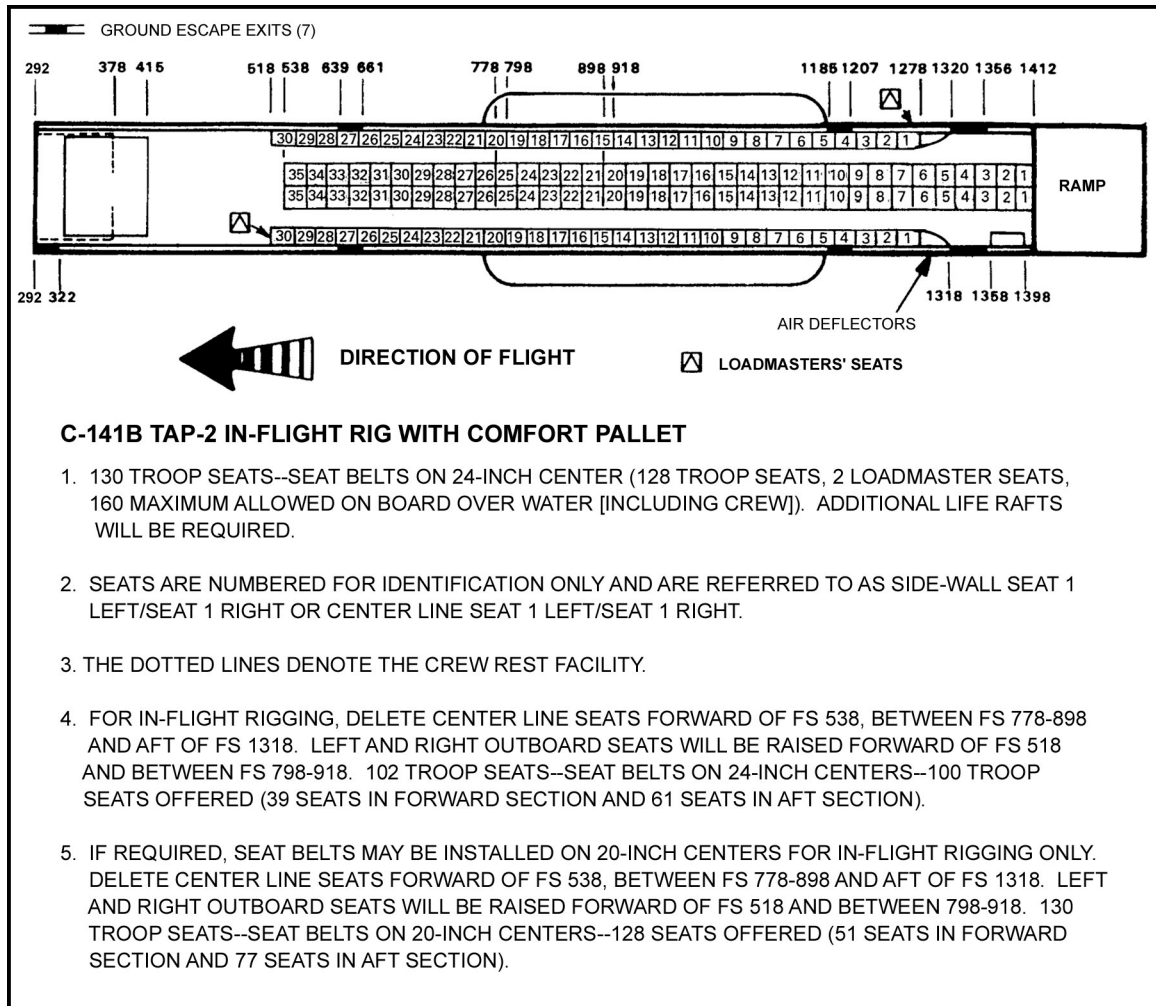 GROUND ESCAPE EXITS (7)
292 378 415 518 538 639 661 778 798 898 918 1185 1207 1278 1320 1356 1412
30 29 28 27 26 25 24 23 22 21 20 19 18 17 16 15 14 13 12 11 10 9 8 7 6 5 4 3 2 1
35 34 33 32 31 30 29 28 27 26 25 24 23 22 21 20 19 18 17 16 15 14 13 12 11 10 9 8 7 6 5 4 3 2 1
RAMP
35 34 33 32 31 30 29 28 27 26 25 24 23 22 21 20 19 18 17 16 15 14 13 12 11 10 9 8 7 6 5 4 3 2 1
30 29 28 27 26 25 24 23 22 21 20 19 18 17 16 15 14 13 12 11 10 9 8 7 6 5 4 3 2 1
292 322 1318 1358 1398
AIR DEFLECTORS
DIRECTION OF FLIGHT
LOADMASTERS' SEATS
C-141B TAP-2 IN-FLIGHT RIG WITH COMFORT PALLET
1. 130 TROOP SEATS--SEAT BELTS ON 24-INCH CENTER (128 TROOP SEATS, 2 LOADMASTER SEATS,
160 MAXIMUM ALLOWED ON BOARD OVER WATER [INCLUDING CREW]). ADDITIONAL LIFE RAFTS
WILL BE REQUIRED.
2. SEATS ARE NUMBERED FOR IDENTIFICATION ONLY AND ARE REFERRED TO AS SIDE-WALL SEAT 1
LEFT/SEAT 1 RIGHT OR CENTER LINE SEAT 1 LEFT/SEAT 1 RIGHT.
3. THE DOTTED LINES DENOTE THE CREW REST FACILITY.
4. FOR IN-FLIGHT RIGGING, DELETE CENTER LINE SEATS FORWARD OF FS 538, BETWEEN FS 778-898
AND AFT OF FS 1318. LEFT AND RIGHT OUTBOARD SEATS WILL BE RAISED FORWARD OF FS 518
AND BETWEEN FS 798-918. 102 TROOP SEATS--SEAT BELTS ON 24-INCH CENTERS--100 TROOP
SEATS OFFERED (39 SEATS IN FORWARD SECTION AND 61 SEATS IN AFT SECTION).
5. IF REQUIRED, SEAT BELTS MAY BE INSTALLED ON 20-INCH CENTERS FOR IN-FLIGHT RIGGING ONLY.
DELETE CENTER LINE SEATS FORWARD OF FS 538, BETWEEN FS 778-898 AND AFT OF FS 1318. LEFT
AND RIGHT OUTBOARD SEATS WILL BE RAISED FORWARD OF FS 518 AND BETWEEN 798-918. 130
TROOP SEATS--SEAT BELTS ON 20-INCH CENTERS--128 SEATS OFFERED (51 SEATS IN FORWARD
SECTION AND 77 SEATS IN AFT SECTION).